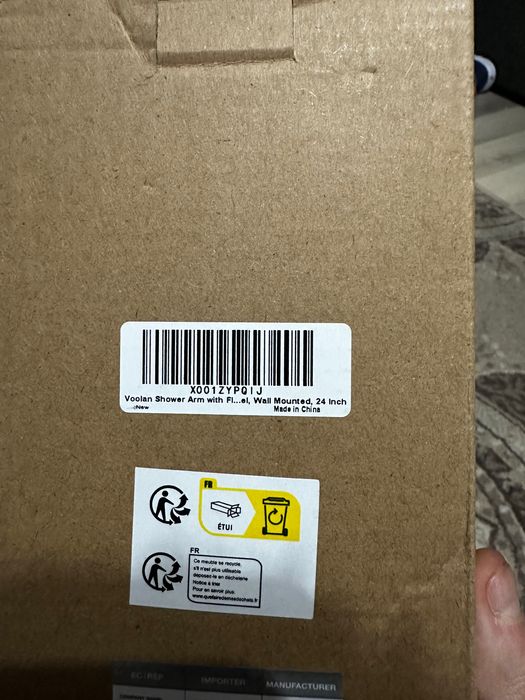 X001ZYPQIJ
Voolan Shower Arm with Fl...el, Wall Mounted, 24 Inch
New
Made in China
FR
ÉTUI
FR
Ce meuble se recycle,
s'il n'est plus utilisable
déposez-le en déchèterie
Notice à lire
Pour en savoir plus:
www.quefairedemesdechets.fr
EC REP
IMPORTER
MANUFACTURER